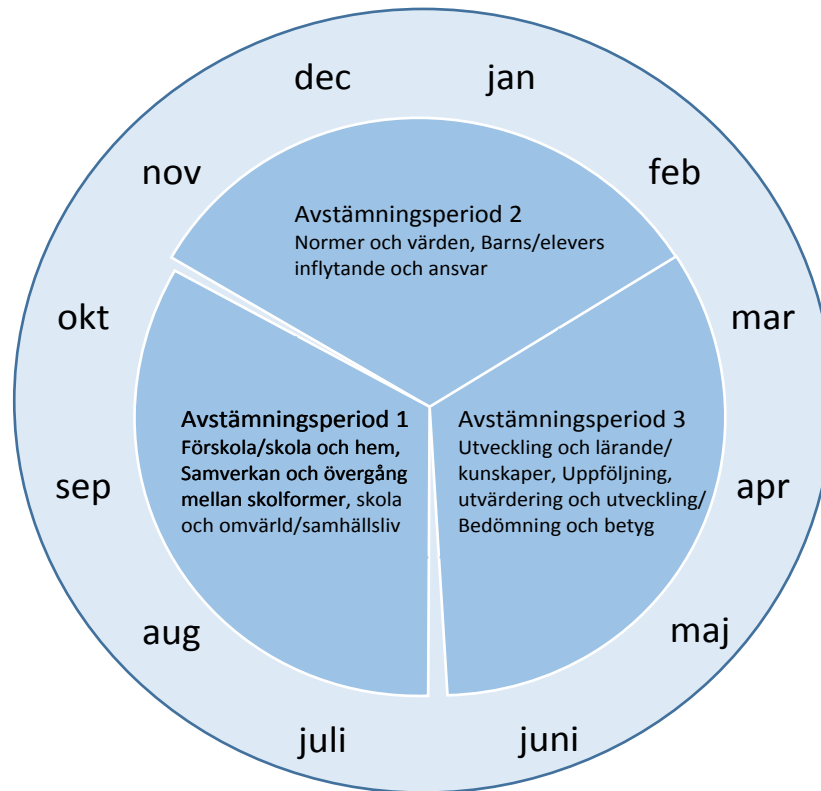 dec
jan
nov
feb
Avstämningsperiod 2
Normer och värden, Barns/elevers
inflytande och ansvar
okt
mar
Avstämningsperiod 1
Förskola/skola och hem,
Samverkan och övergång
mellan skolformer, skola
och omvärld/samhällsliv
Avstämningsperiod 3
Utveckling och lärande/
kunskaper, Uppföljning,
utvärdering och utveckling/
Bedömning och betyg
sep
apr
aug
maj
juli
juni